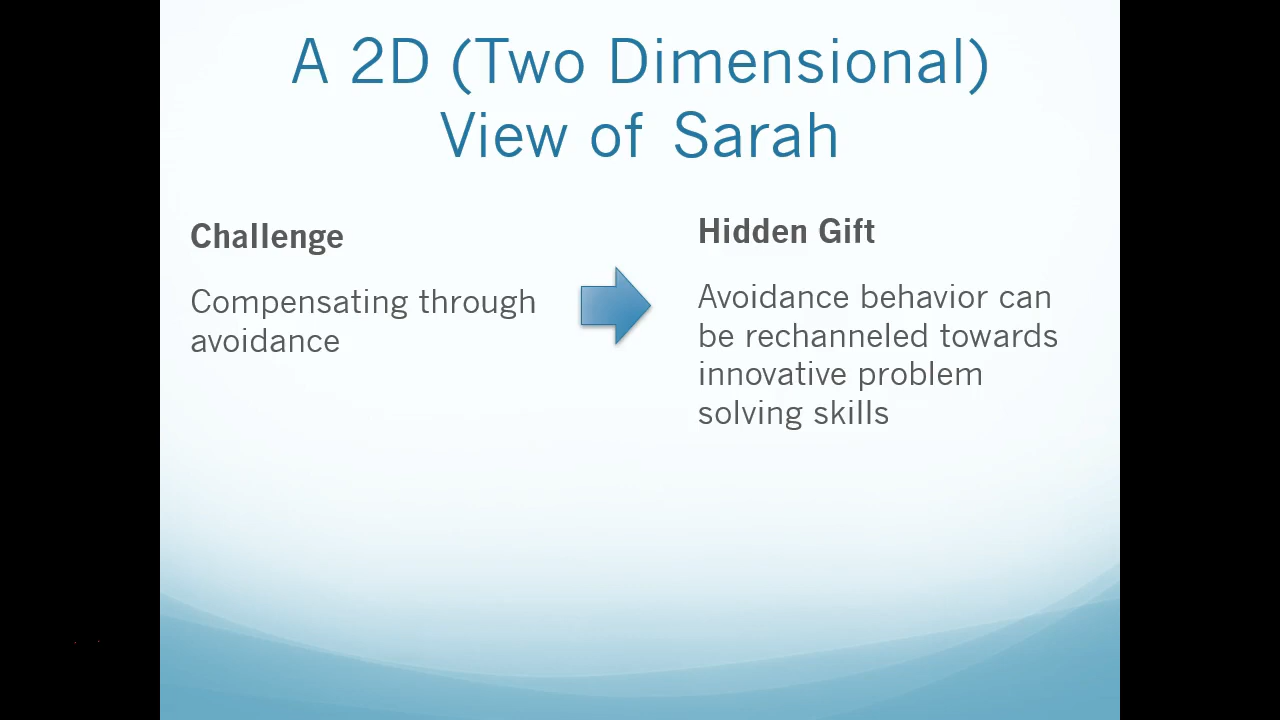 A 2D (Two Dimensional)
View of Sarah
Challenge
Compensating through
avoidance
Hidden Gift
Avoidance behavior can
be rechanneled towards
innovative problem
solving skills